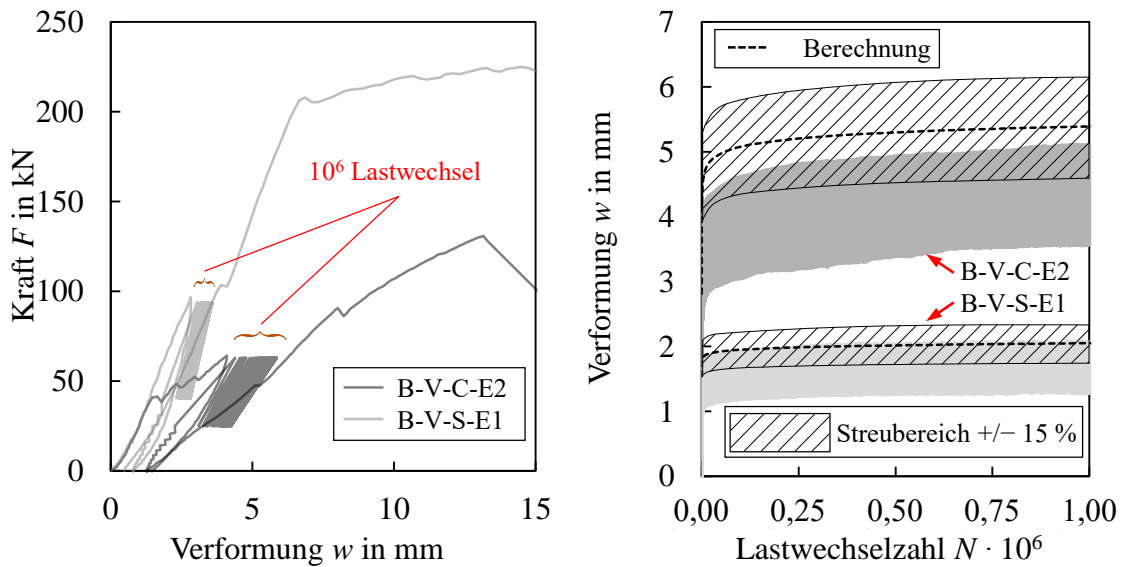 Kraft F in kN
250
200
150
100
50
0
10⁶ Lastwechsel
B-V-C-E2
B-V-S-E1
0
5
10
15
Verformung w in mm
Verformung w in mm
7
6
5
4
3
2
1
0
Berechnung
B-V-C-E2
B-V-S-E1
Streubereich +/− 15 %
0,00
0,25
0,50
0,75
1,00
Lastwechselzahl N · 10⁶